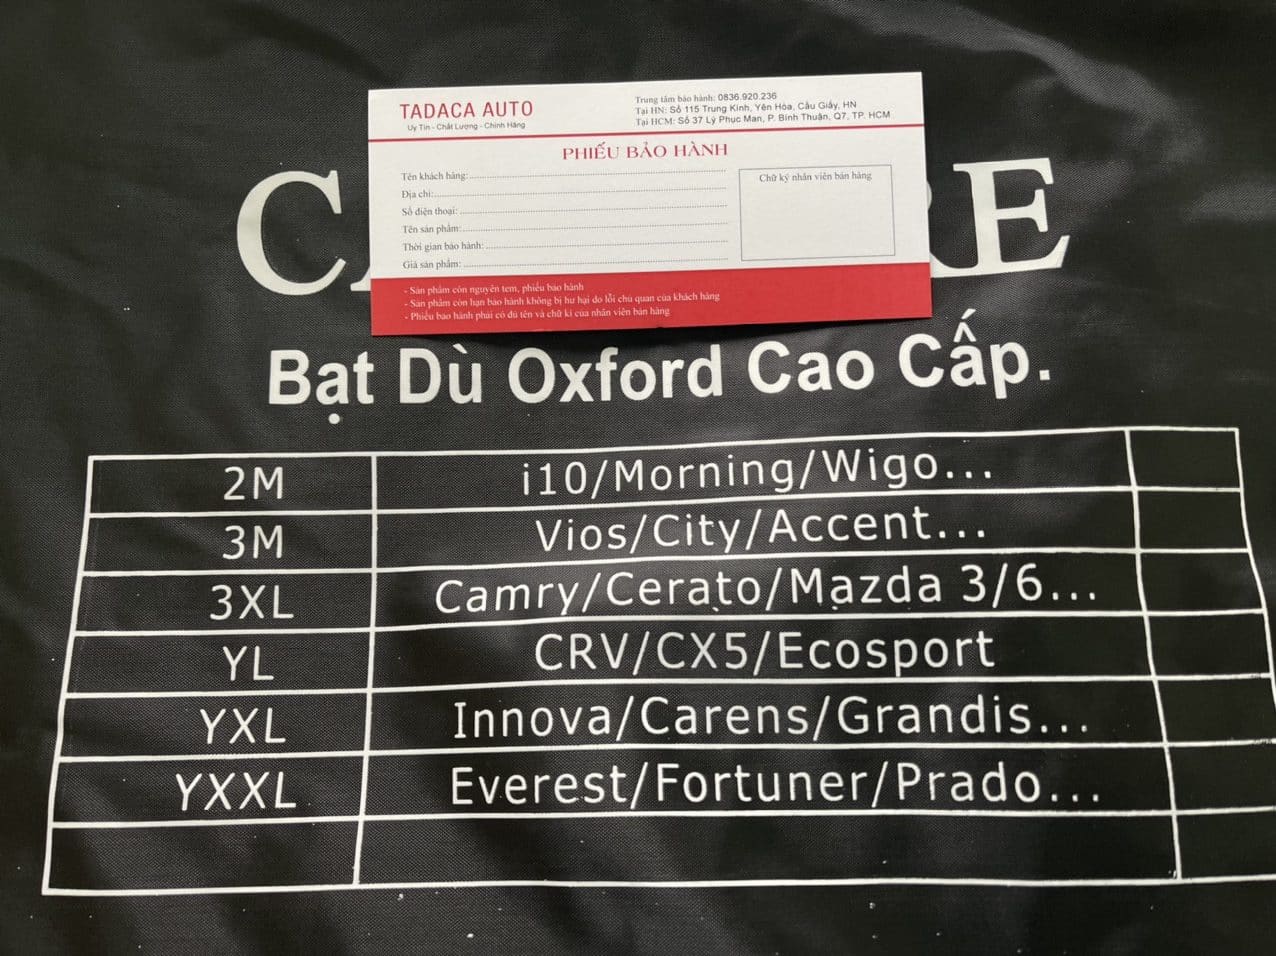 TADACA AUTO
Uy Tín - Chất Lượng - Chính Hãng
Trung tâm bảo hành: 0836.920.236
Tại HN: Số 115 Trung Kính, Yên Hòa, Cầu Giấy, HN
Tại HCM: Số 37 Lý Phục Man, P. Bình Thuận, Q7, TP. HCM
PHIẾU BẢO HÀNH
Tên khách hàng:
Địa chỉ:
Số điện thoại:
Tên sản phẩm:
Thời gian bảo hành:
Giá sản phẩm:
Chữ ký nhân viên bán hàng
- Sản phẩm còn nguyên tem, phiếu bảo hành
- Sản phẩm còn hạn bảo hành không bị hư hại do lỗi chủ quan của khách hàng
- Phiếu bảo hành phải có đủ tên và chữ kí của nhân viên bán hàng
Bạt Dù Oxford Cao Cấp.
2M i10/Morning/Wigo...
3M Vios/City/Accent...
3XL Camry/Cerato/Mazda 3/6...
YL CRV/CX5/Ecosport
YXL Innova/Carens/Grandis...
YXXL Everest/Fortuner/Prado...